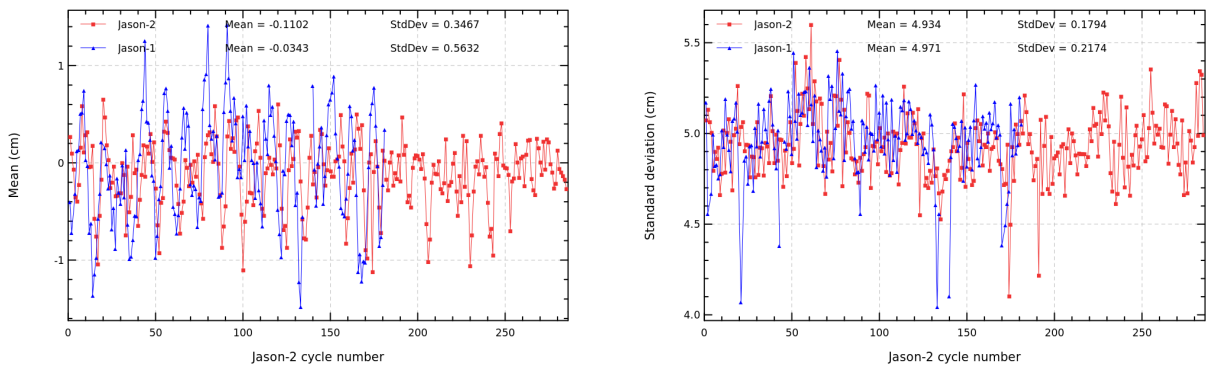 Jason-2 Mean = -0.1102 StdDev = 0.3467
Jason-1 Mean = -0.0343 StdDev = 0.5632
1
0
-1
Mean (cm)
0 50 100 150 200 250
Jason-2 cycle number
Jason-2 Mean = 4.934 StdDev = 0.1794
Jason-1 Mean = 4.971 StdDev = 0.2174
5.5
5.0
4.5
4.0
Standard deviation (cm)
0 50 100 150 200 250
Jason-2 cycle number